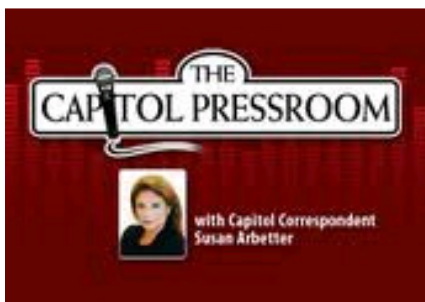 THE
CAPITOL PRESSROOM
with Capitol Correspondent
Susan Arbetter